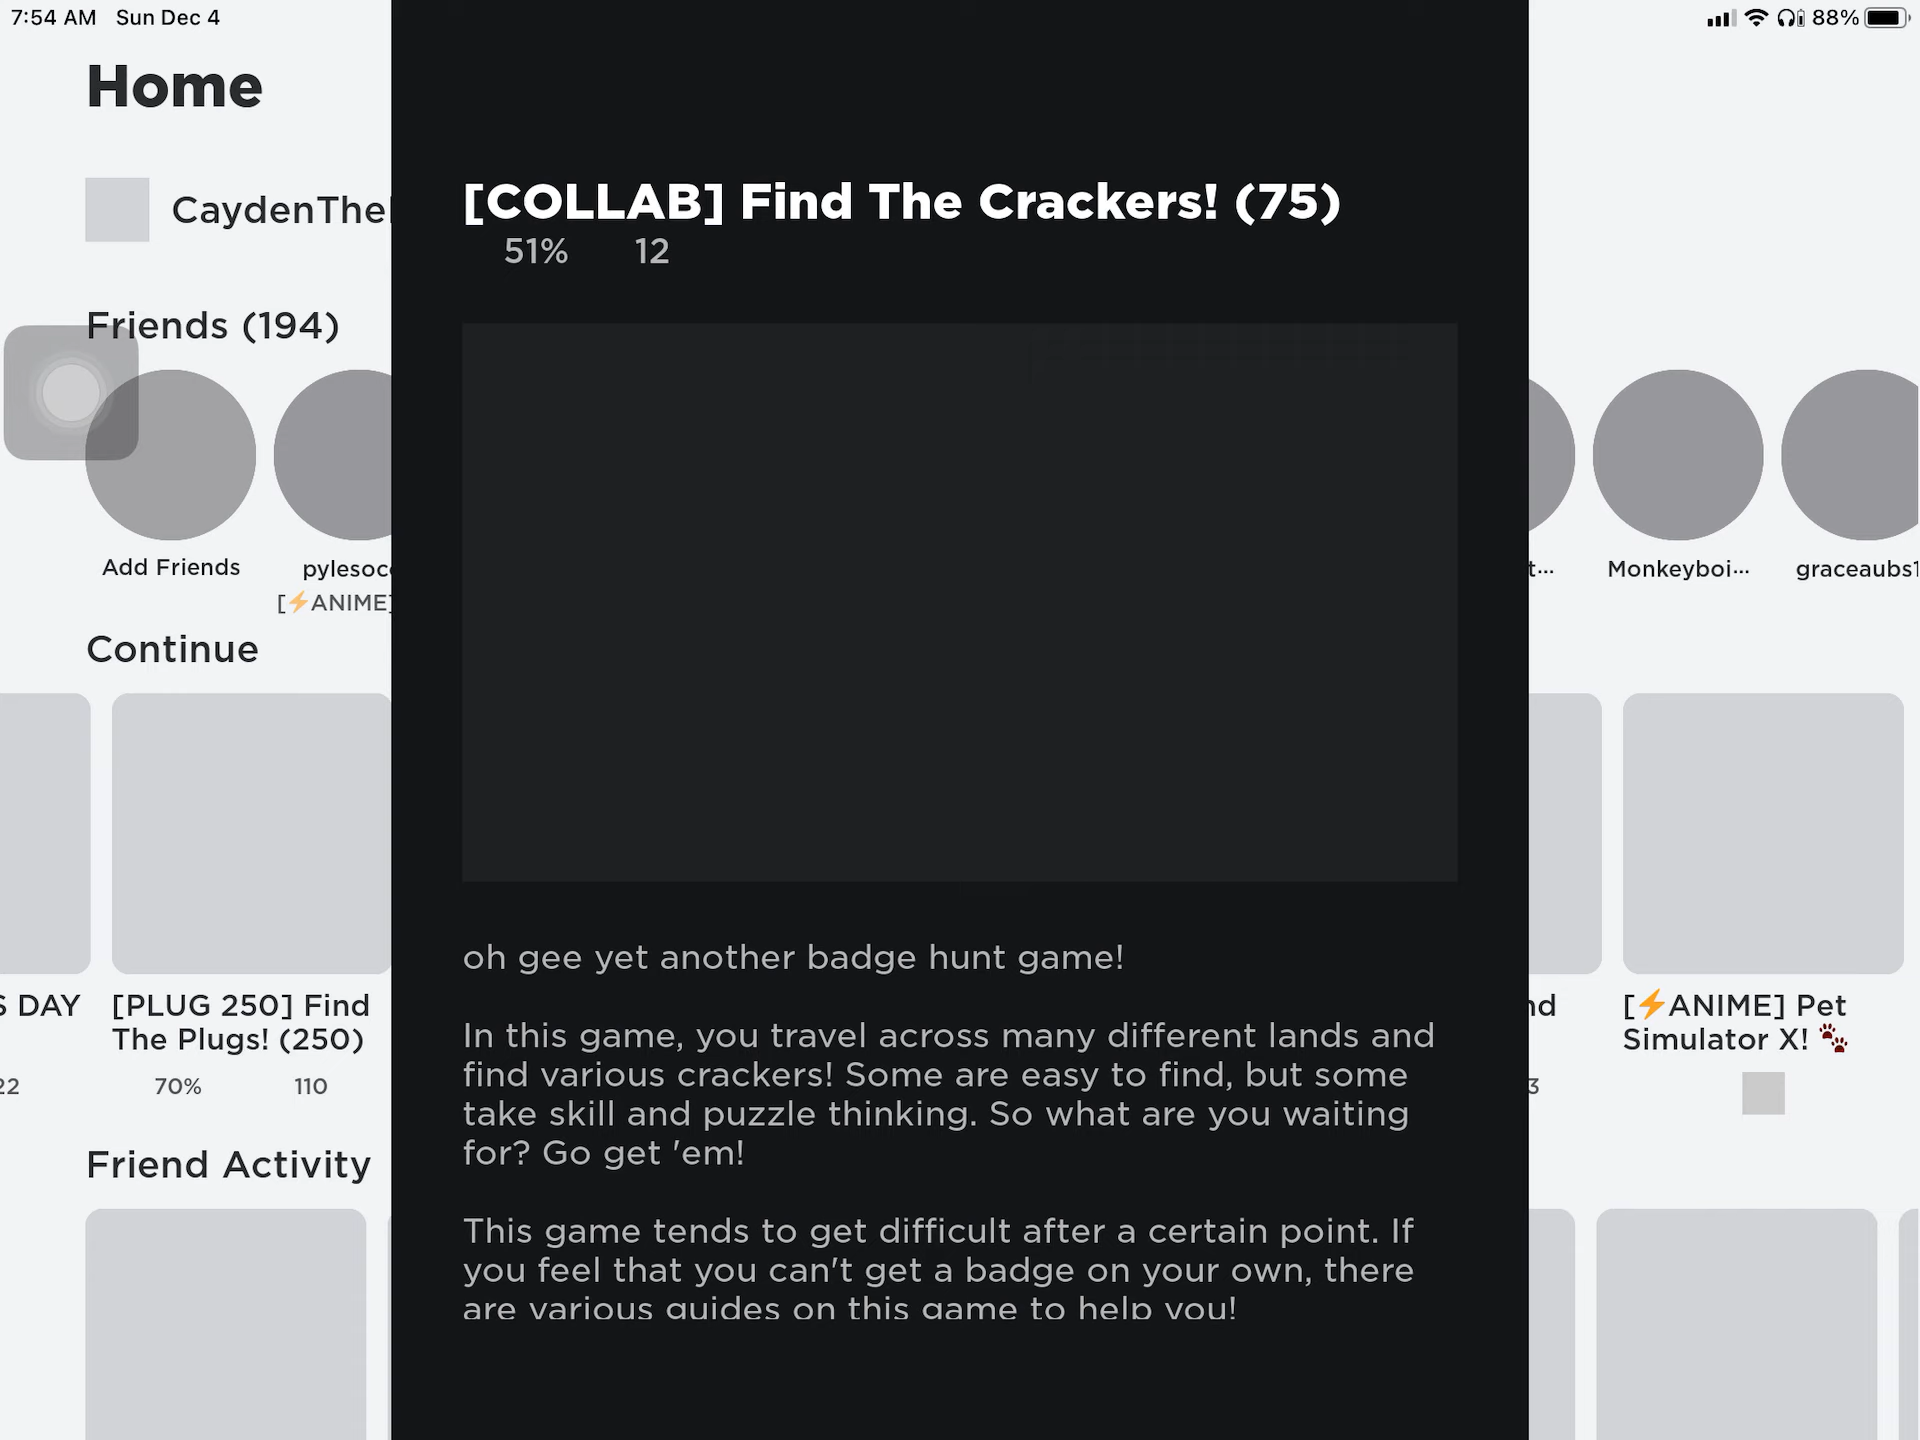 7:54 AM Sun Dec 4
88%
Home
CaydenThe
Friends (194)
Add Friends
pylesoc
[⚡ANIME]
t...
Monkeyboi...
graceaubs1
Continue
S DAY
22
[PLUG 250] Find
The Plugs! (250)
70% 110
nd
3
[⚡ANIME] Pet
Simulator X! 🐾
Friend Activity
[COLLAB] Find The Crackers! (75)
51% 12
oh gee yet another badge hunt game!
In this game, you travel across many different lands and
find various crackers! Some are easy to find, but some
take skill and puzzle thinking. So what are you waiting
for? Go get 'em!
This game tends to get difficult after a certain point. If
you feel that you can't get a badge on your own, there
are various guides on this game to help you!